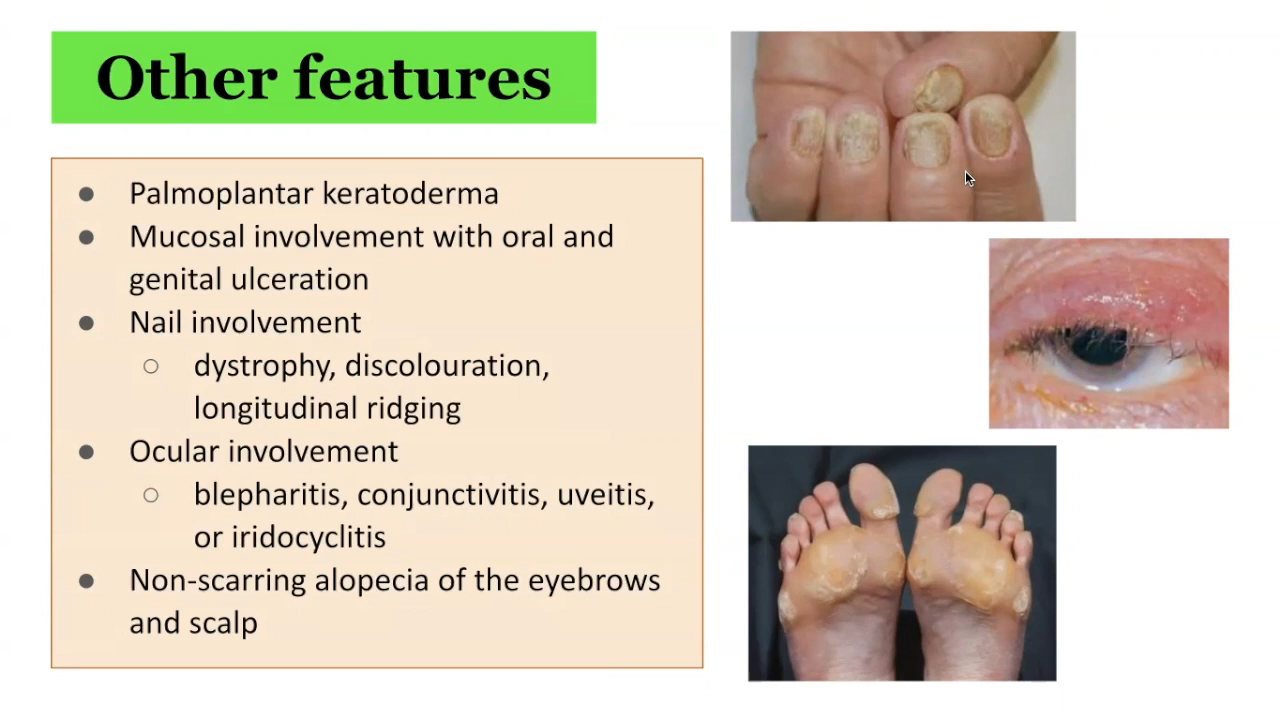 Other features
● Palmoplantar keratoderma
● Mucosal involvement with oral and
genital ulceration
● Nail involvement
○ dystrophy, discolouration,
longitudinal ridging
● Ocular involvement
○ blepharitis, conjunctivitis, uveitis,
or iridocyclitis
● Non-scarring alopecia of the eyebrows
and scalp